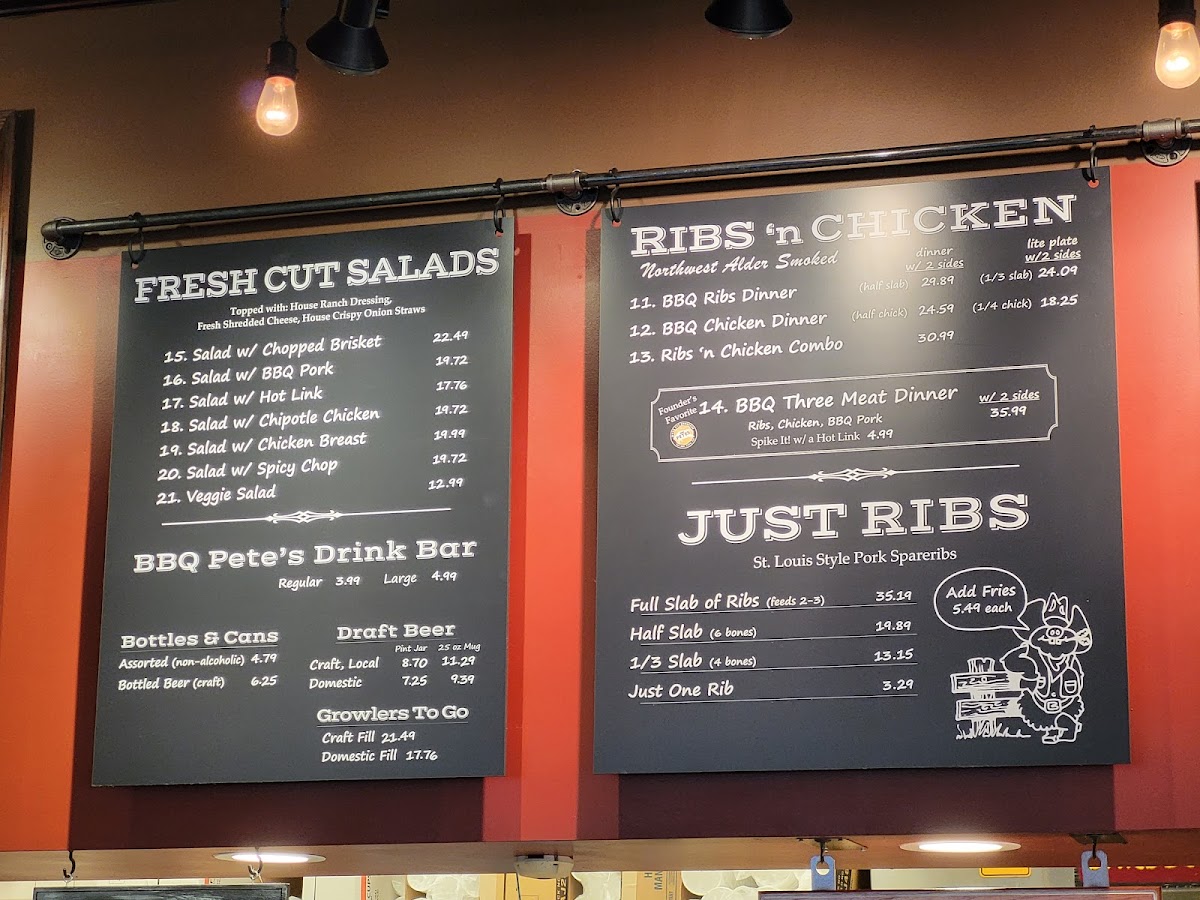 FRESH CUT SALADS
Topped with: House Ranch Dressing,
Fresh Shredded Cheese, House Crispy Onion Straws
15. Salad w/ Chopped Brisket 22.49
16. Salad w/ BBQ Pork 19.72
17. Salad w/ Hot Link 17.76
18. Salad w/ Chipotle Chicken 19.72
19. Salad w/ Chicken Breast 19.99
20. Salad w/ Spicy Chop 19.72
21. Veggie Salad 12.99
BBQ Pete's Drink Bar
Regular 3.99 Large 4.99
Bottles & Cans
Assorted (non-alcoholic) 4.79
Bottled Beer (craft) 6.25
Draft Beer
Pint Jar 25 oz Mug
Craft, Local 8.70 11.29
Domestic 7.25 9.39
Growlers To Go
Craft Fill 21.49
Domestic Fill 17.76
RIBS 'n CHICKEN
Northwest Alder Smoked
dinner
w/ 2 sides
lite plate
w/2 sides
11. BBQ Ribs Dinner (half slab) 29.89 (1/3 slab) 24.09
12. BBQ Chicken Dinner (half chick) 24.59 (1/4 chick) 18.25
13. Ribs 'n Chicken Combo 30.99
Founder's
Favorite
14. BBQ Three Meat Dinner w/ 2 sides
35.99
Ribs, Chicken, BBQ Pork
Spike It! w/ a Hot Link 4.99
JUST RIBS
St. Louis Style Pork Spareribs
Full Slab of Ribs (feeds 2-3) 35.19
Half Slab (6 bones) 19.89
1/3 Slab (4 bones) 13.15
Just One Rib 3.29
Add Fries
5.49 each